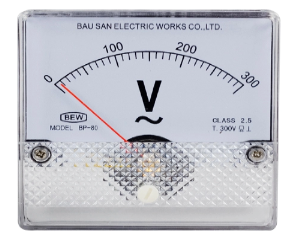 BAU SAN ELECTRIC WORKS CO.,LTD.
0 100 200 300
V
BEW
MODEL BP-80
CLASS 2.5
T. 300V Ω ⊥